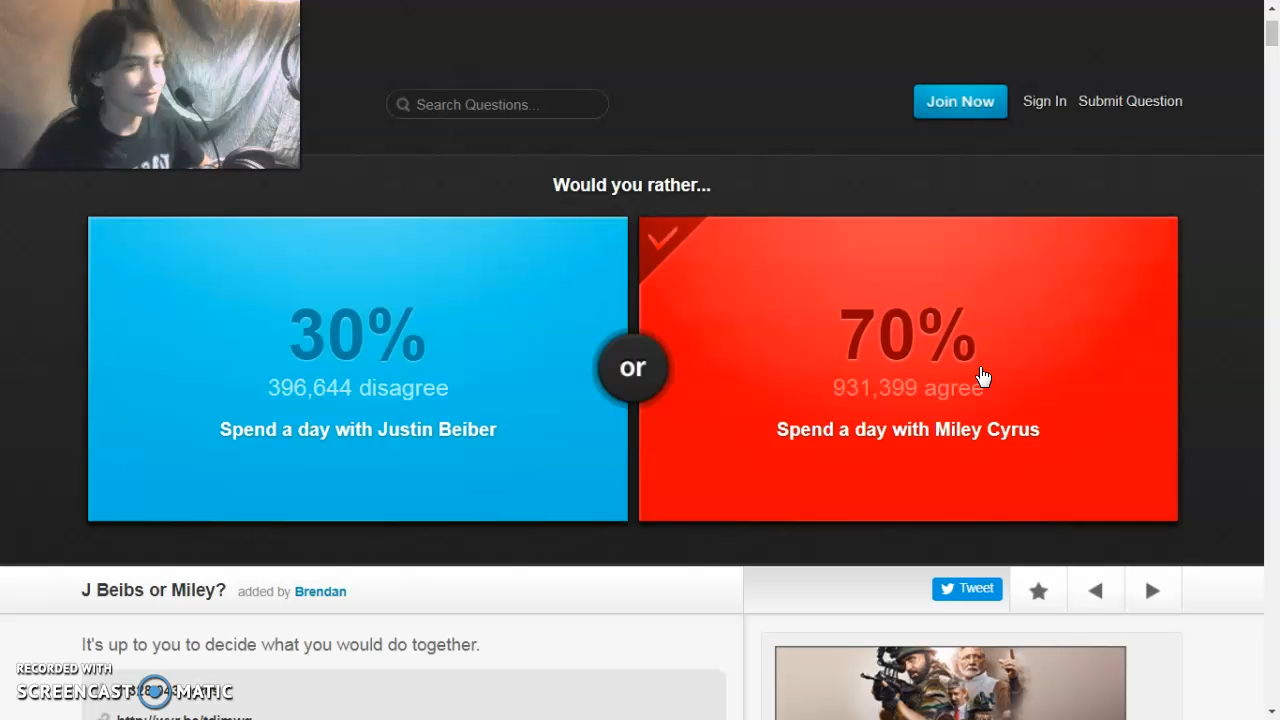 Search Questions...
Join Now
Sign In
Submit Question
Would you rather...
30%
396,644 disagree
Spend a day with Justin Beiber
or
70%
931,399 agree
Spend a day with Miley Cyrus
J Beibs or Miley?
added by Brendan
Tweet
It's up to you to decide what you would do together.
RECORDED WITH
SCREENCAST MATIC